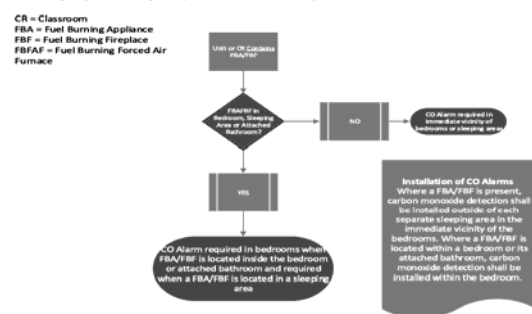 CR = Classroom
FBA = Fuel Burning Appliance
FBF = Fuel Burning Fireplace
FBFAF = Fuel Burning Forced Air
Furnace
Unit or CR Contains
FBA/FBF
FBA/FBF in
Bedroom, Sleeping
Area or Attached
Bathroom?
NO
CO Alarm required in
immediate vicinity of
bedrooms or sleeping areas
YES
CO Alarm required in bedrooms when
FBA/FBF is located inside the bedroom
or attached bathroom and required
when a FBA/FBF is located in a sleeping
area
Installation of CO Alarms
Where a FBA/FBF is present,
carbon monoxide detection shall
be installed outside of each
separate sleeping area in the
immediate vicinity of the
bedrooms. Where a FBA/FBF is
located within a bedroom or its
attached bathroom, carbon
monoxide detection shall be
installed within the bedroom.